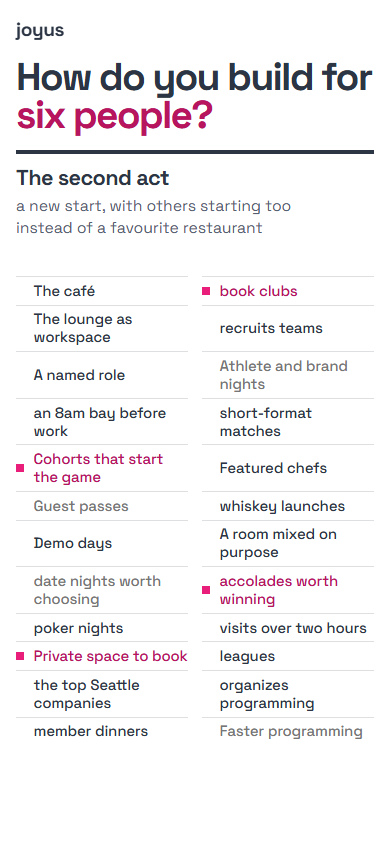 joyus
How do you build for
six people?
The second act
a new start, with others starting too
instead of a favourite restaurant
The café
The lounge as
workspace
A named role
an 8am bay before
work
Cohorts that start
the game
Guest passes
Demo days
date nights worth
choosing
poker nights
Private space to book
the top Seattle
companies
member dinners
book clubs
recruits teams
Athlete and brand
nights
short-format
matches
Featured chefs
whiskey launches
A room mixed on
purpose
accolades worth
winning
visits over two hours
leagues
organizes
programming
Faster programming